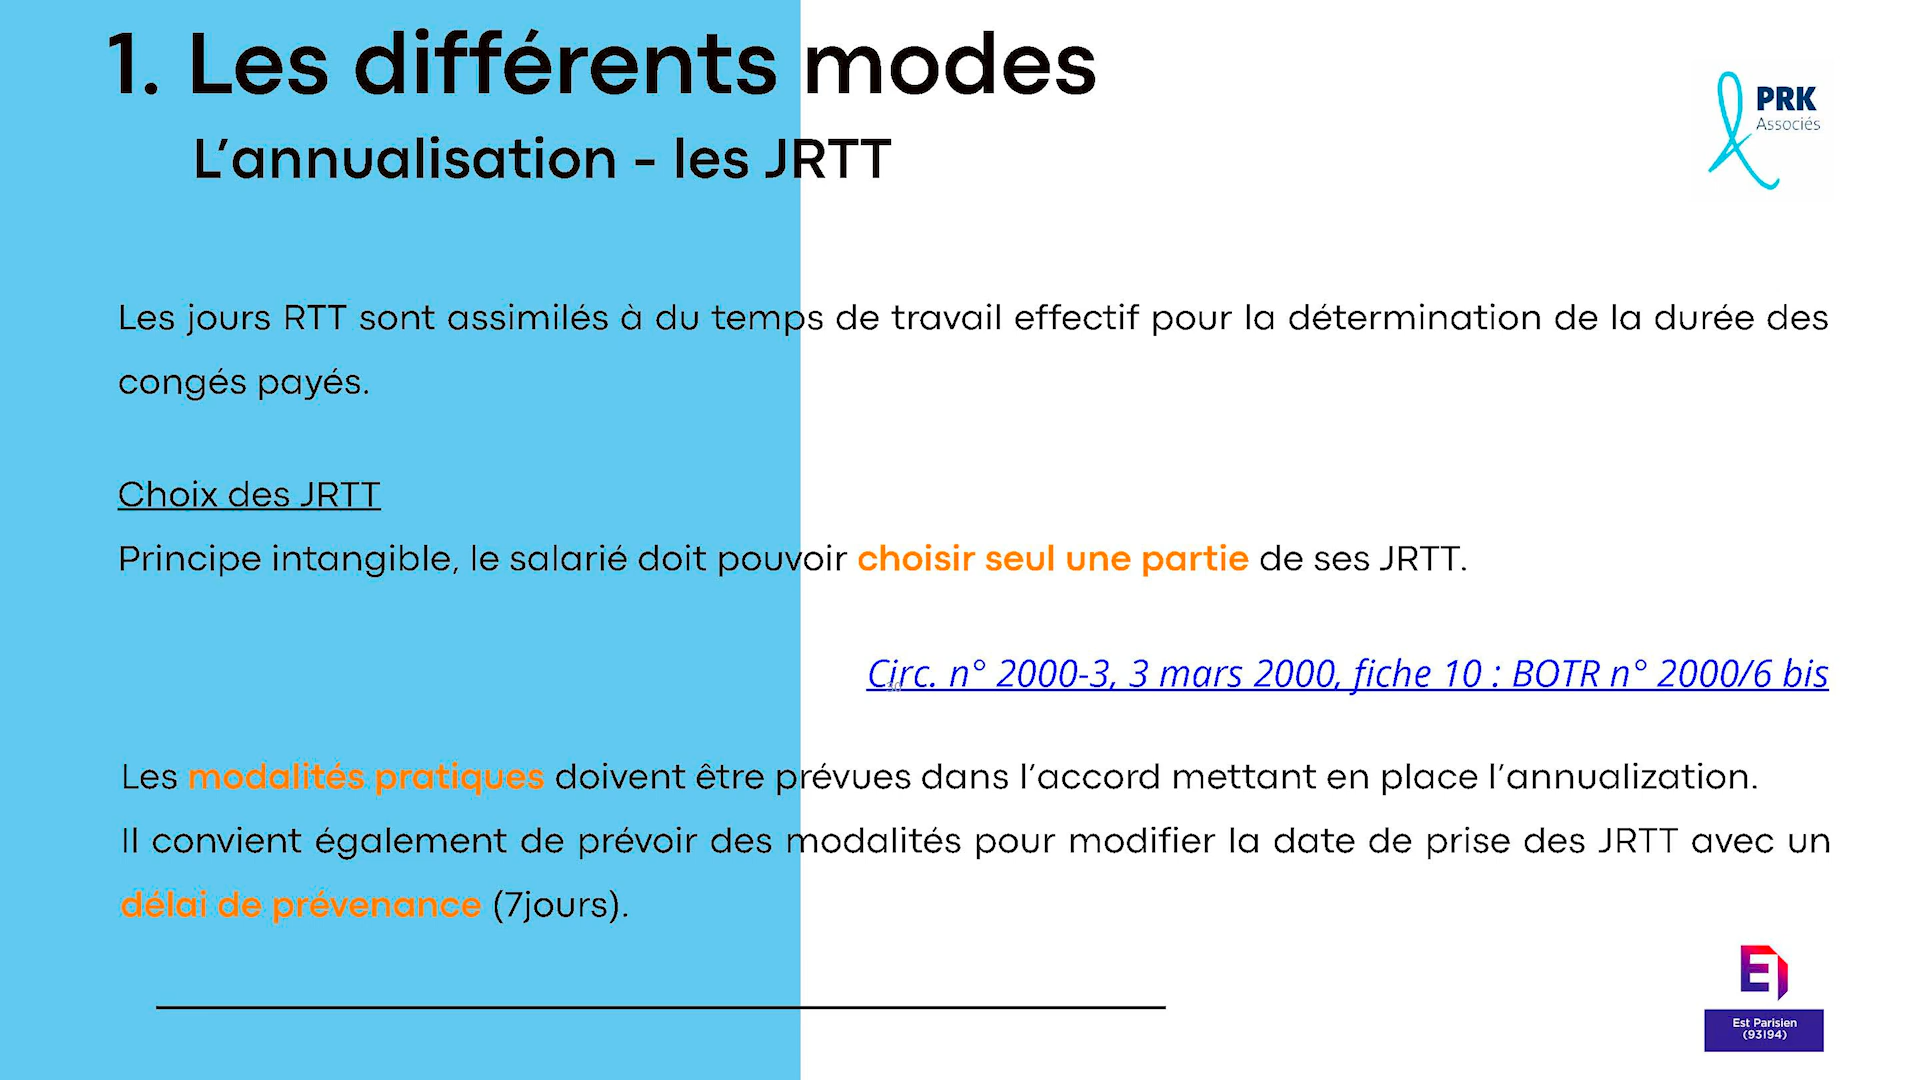 1. Les différents modes
L'annualisation - les JRTT
PRK
Associés
Les jours RTT sont assimilés à du temps de travail effectif pour la détermination de la durée des
congés payés.
Choix des JRTT
Principe intangible, le salarié doit pouvoir choisir seul une partie de ses JRTT.
Circ. n° 2000-3, 3 mars 2000, fiche 10 : BOTR n° 2000/6 bis
Les modalités pratiques doivent être prévues dans l'accord mettant en place l'annualization.
Il convient également de prévoir des modalités pour modifier la date de prise des JRTT avec un
délai de prévenance (7jours).
Est Parisien
(93I94)